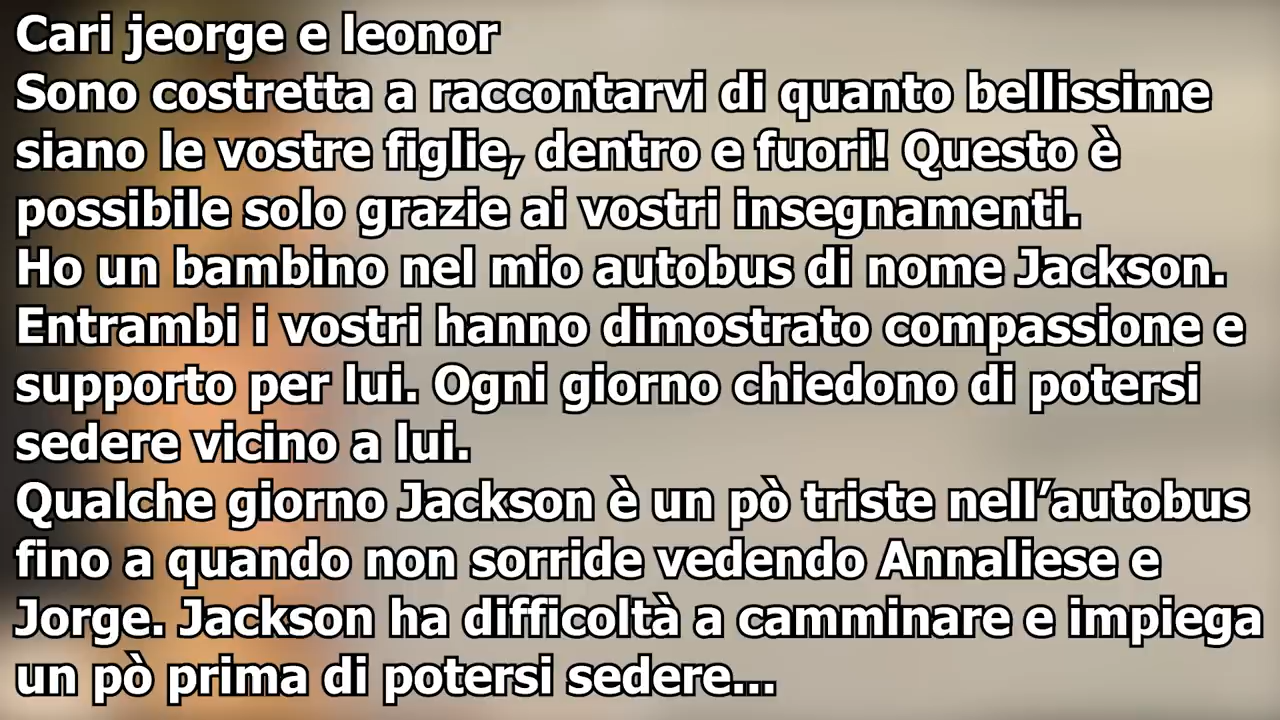 Cari jeorge e leonor
Sono costretta a raccontarvi di quanto bellissime
siano le vostre figlie, dentro e fuori! Questo è
possibile solo grazie ai vostri insegnamenti.
Ho un bambino nel mio autobus di nome Jackson.
Entrambi i vostri hanno dimostrato compassione e
supporto per lui. Ogni giorno chiedono di potersi
sedere vicino a lui.
Qualche giorno Jackson è un pò triste nell’autobus
fino a quando non sorride vedendo Annaliese e
Jorge. Jackson ha difficoltà a camminare e impiega
un pò prima di potersi sedere...